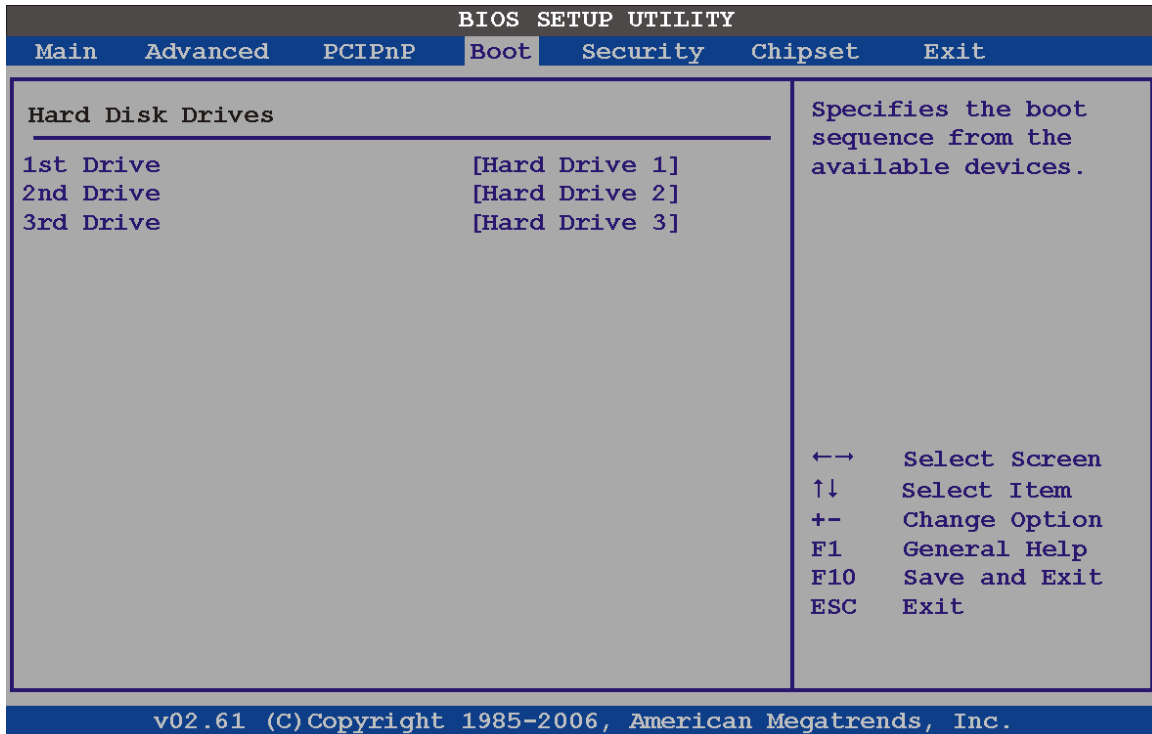 BIOS SETUP UTILITY
Main Advanced PCIPnP Boot Security Chipset Exit
Hard Disk Drives
1st Drive [Hard Drive 1]
2nd Drive [Hard Drive 2]
3rd Drive [Hard Drive 3]
Specifies the boot
sequence from the
available devices.
←→ Select Screen
↑↓ Select Item
+- Change Option
F1 General Help
F10 Save and Exit
ESC Exit
v02.61 (C)Copyright 1985-2006, American Megatrends, Inc.